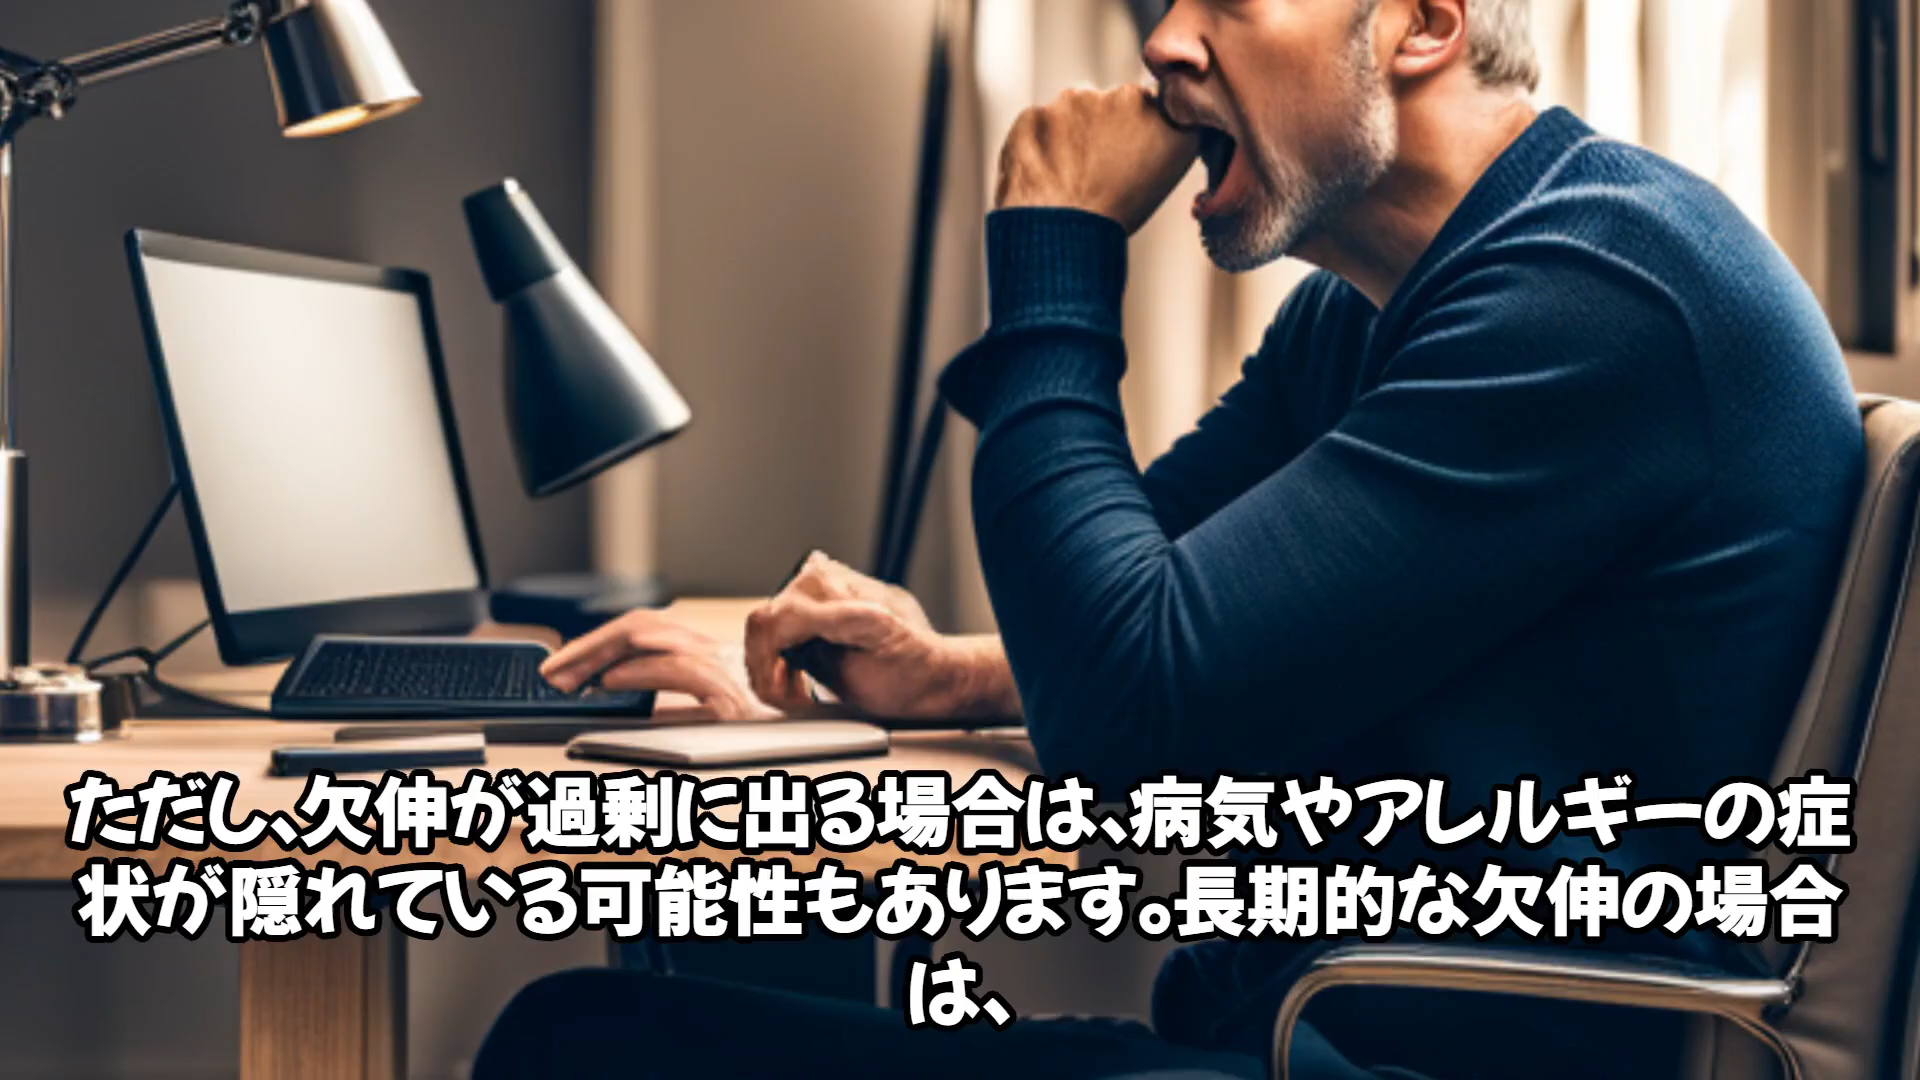 ただし、欠伸が過剰に出る場合は、病気やアレルギーの症
状が隠れている可能性もあります。長期的な欠伸の場合
は、